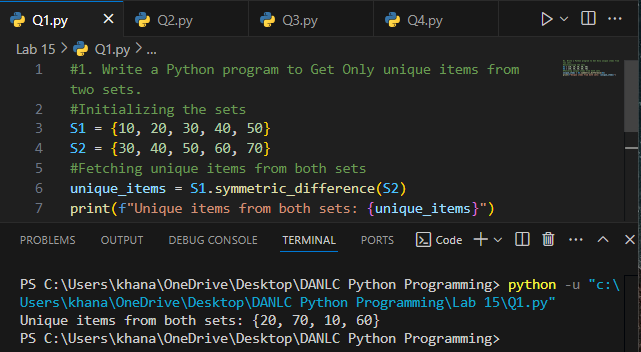 Q1.py Q2.py Q3.py Q4.py
Lab 15 > Q1.py > ...
1 #1. Write a Python program to Get Only unique items from
two sets.
2 #Initializing the sets
3 S1 = {10, 20, 30, 40, 50}
4 S2 = {30, 40, 50, 60, 70}
5 #Fetching unique items from both sets
6 unique_items = S1.symmetric_difference(S2)
7 print(f"Unique items from both sets: {unique_items}")
PROBLEMS OUTPUT DEBUG CONSOLE TERMINAL PORTS Code
PS C:\Users\khana\OneDrive\Desktop\DANLC Python Programming> python -u "c:\
Users\khana\OneDrive\Desktop\DANLC Python Programming\Lab 15\Q1.py"
Unique items from both sets: {20, 70, 10, 60}
PS C:\Users\khana\OneDrive\Desktop\DANLC Python Programming>